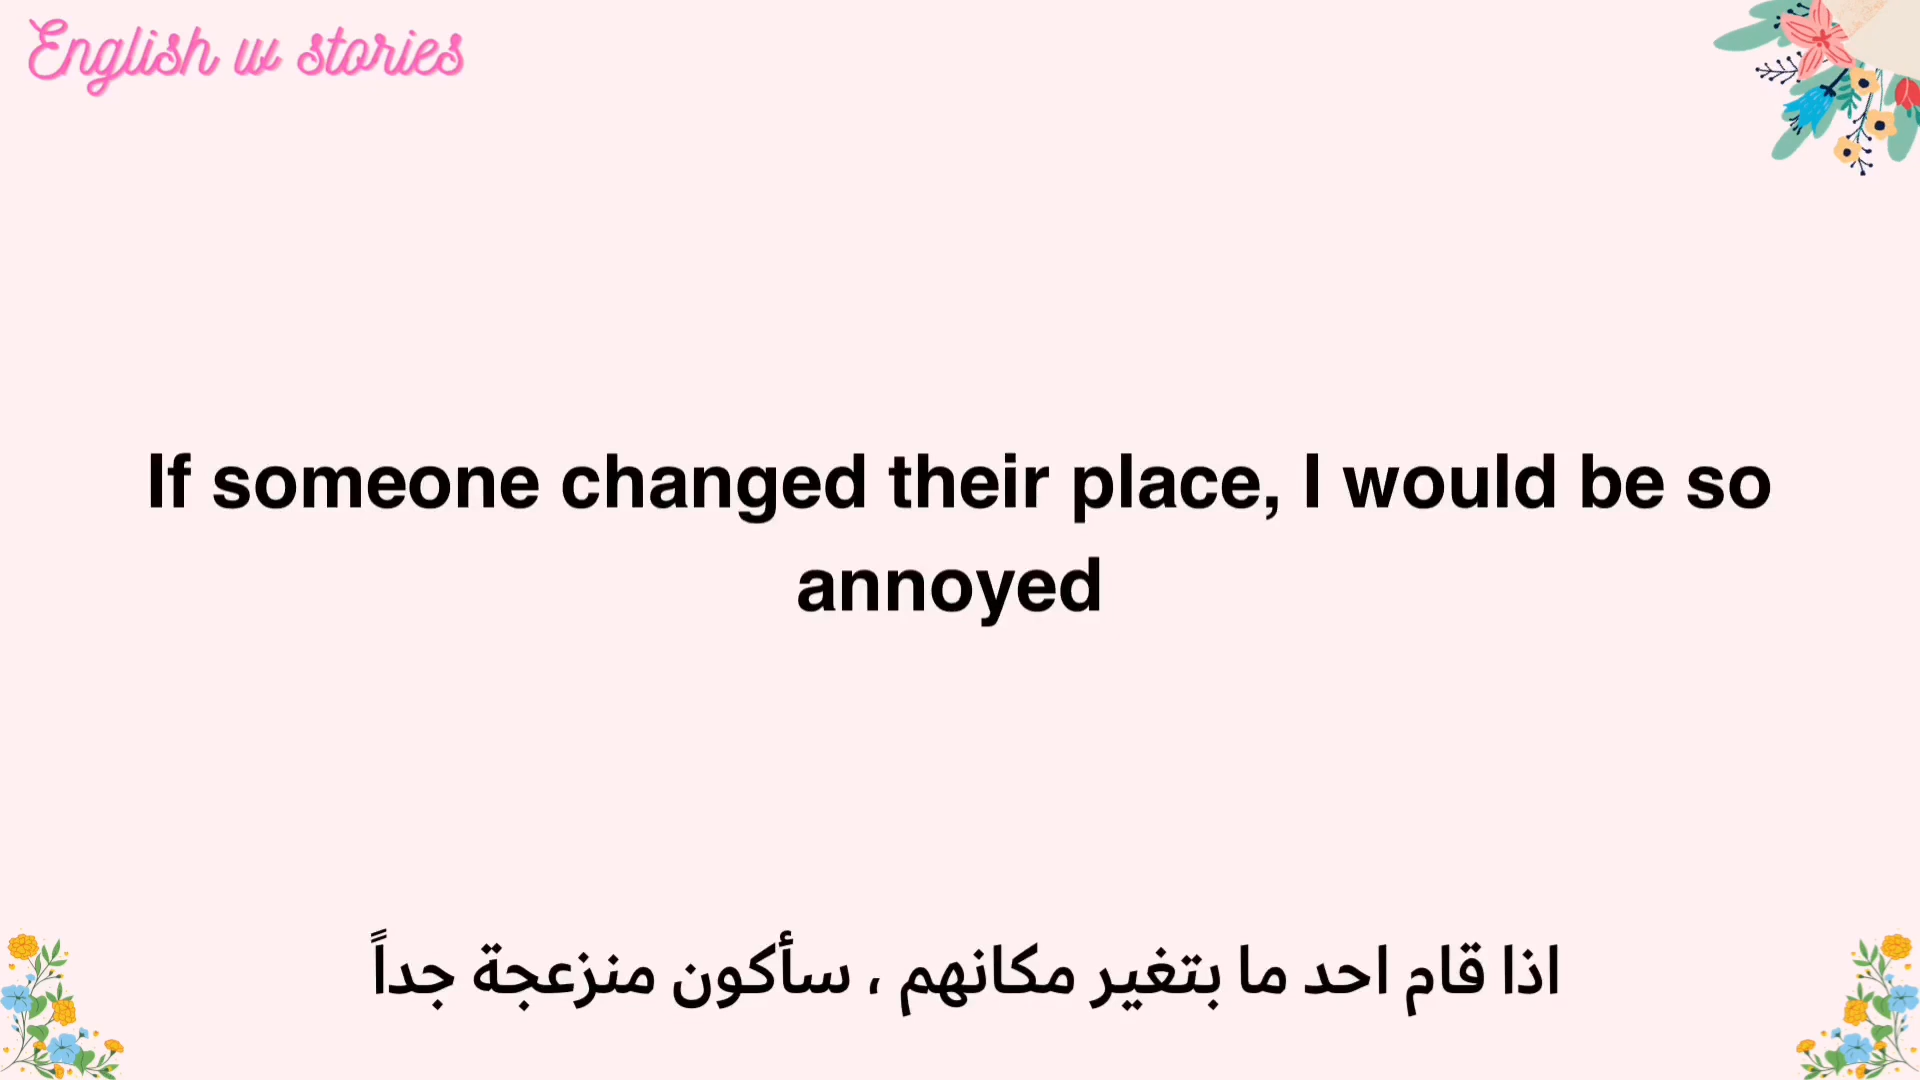 English w stories
If someone changed their place, I would be so
annoyed
اذا قام احد ما بتغير مكانهم ، سأكون منزعجة جداً